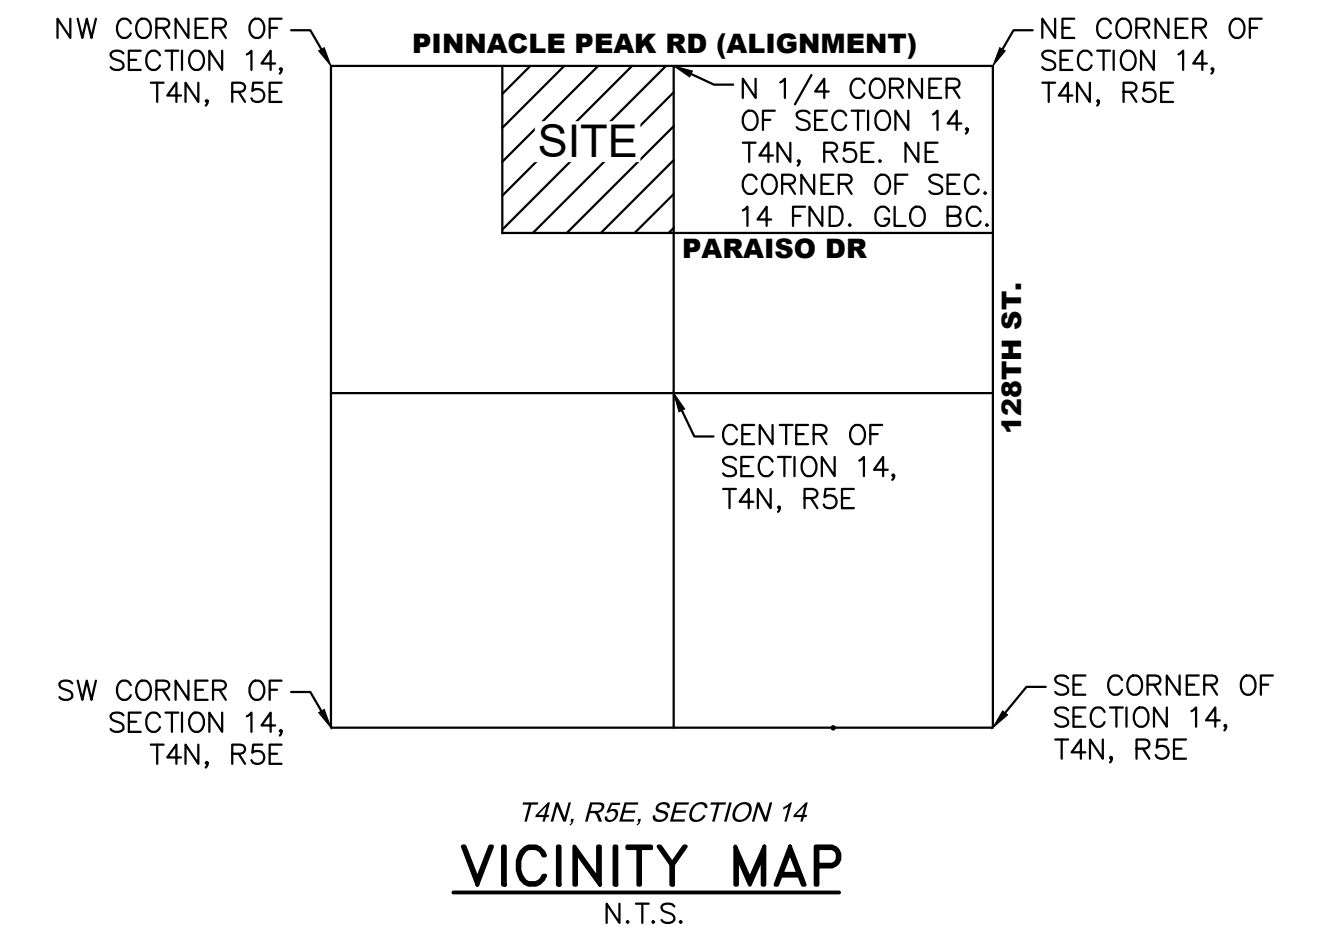 NW CORNER OF
SECTION 14,
T4N, R5E
PINNACLE PEAK RD (ALIGNMENT)
NE CORNER OF
SECTION 14,
T4N, R5E
SITE
N 1/4 CORNER
OF SECTION 14,
T4N, R5E. NE
CORNER OF SEC.
14 FND. GLO BC.
PARAISO DR
128TH ST.
CENTER OF
SECTION 14,
T4N, R5E
SW CORNER OF
SECTION 14,
T4N, R5E
SE CORNER OF
SECTION 14,
T4N, R5E
T4N, R5E, SECTION 14
VICINITY MAP
N.T.S.